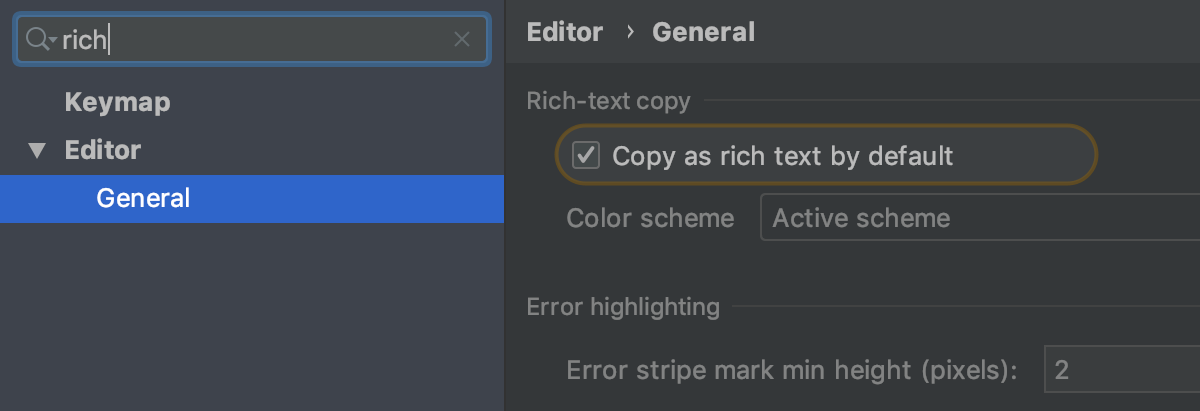 rich
Keymap
Editor
General
Editor › General
Rich-text copy
Copy as rich text by default
Color scheme Active scheme
Error highlighting
Error stripe mark min height (pixels): 2